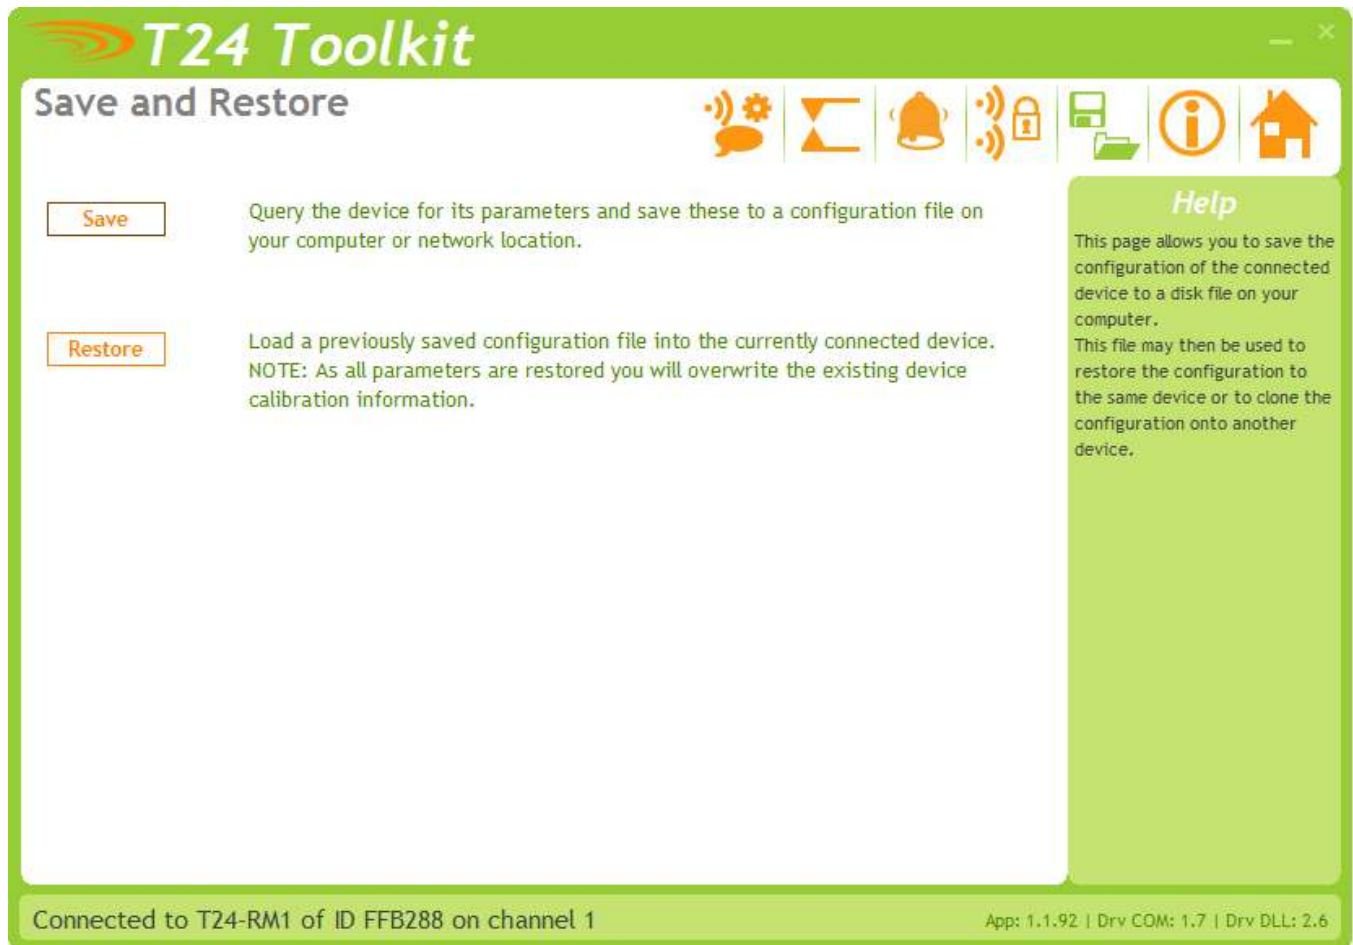 T24 Toolkit
Save and Restore
Save
Query the device for its parameters and save these to a configuration file on
your computer or network location.
Restore
Load a previously saved configuration file into the currently connected device.
NOTE: As all parameters are restored you will overwrite the existing device
calibration information.
Help
This page allows you to save the
configuration of the connected
device to a disk file on your
computer.
This file may then be used to
restore the configuration to
the same device or to clone the
configuration onto another
device.
Connected to T24-RM1 of ID FFB288 on channel 1
App: 1.1.92 | Drv COM: 1.7 | Drv DLL: 2.6